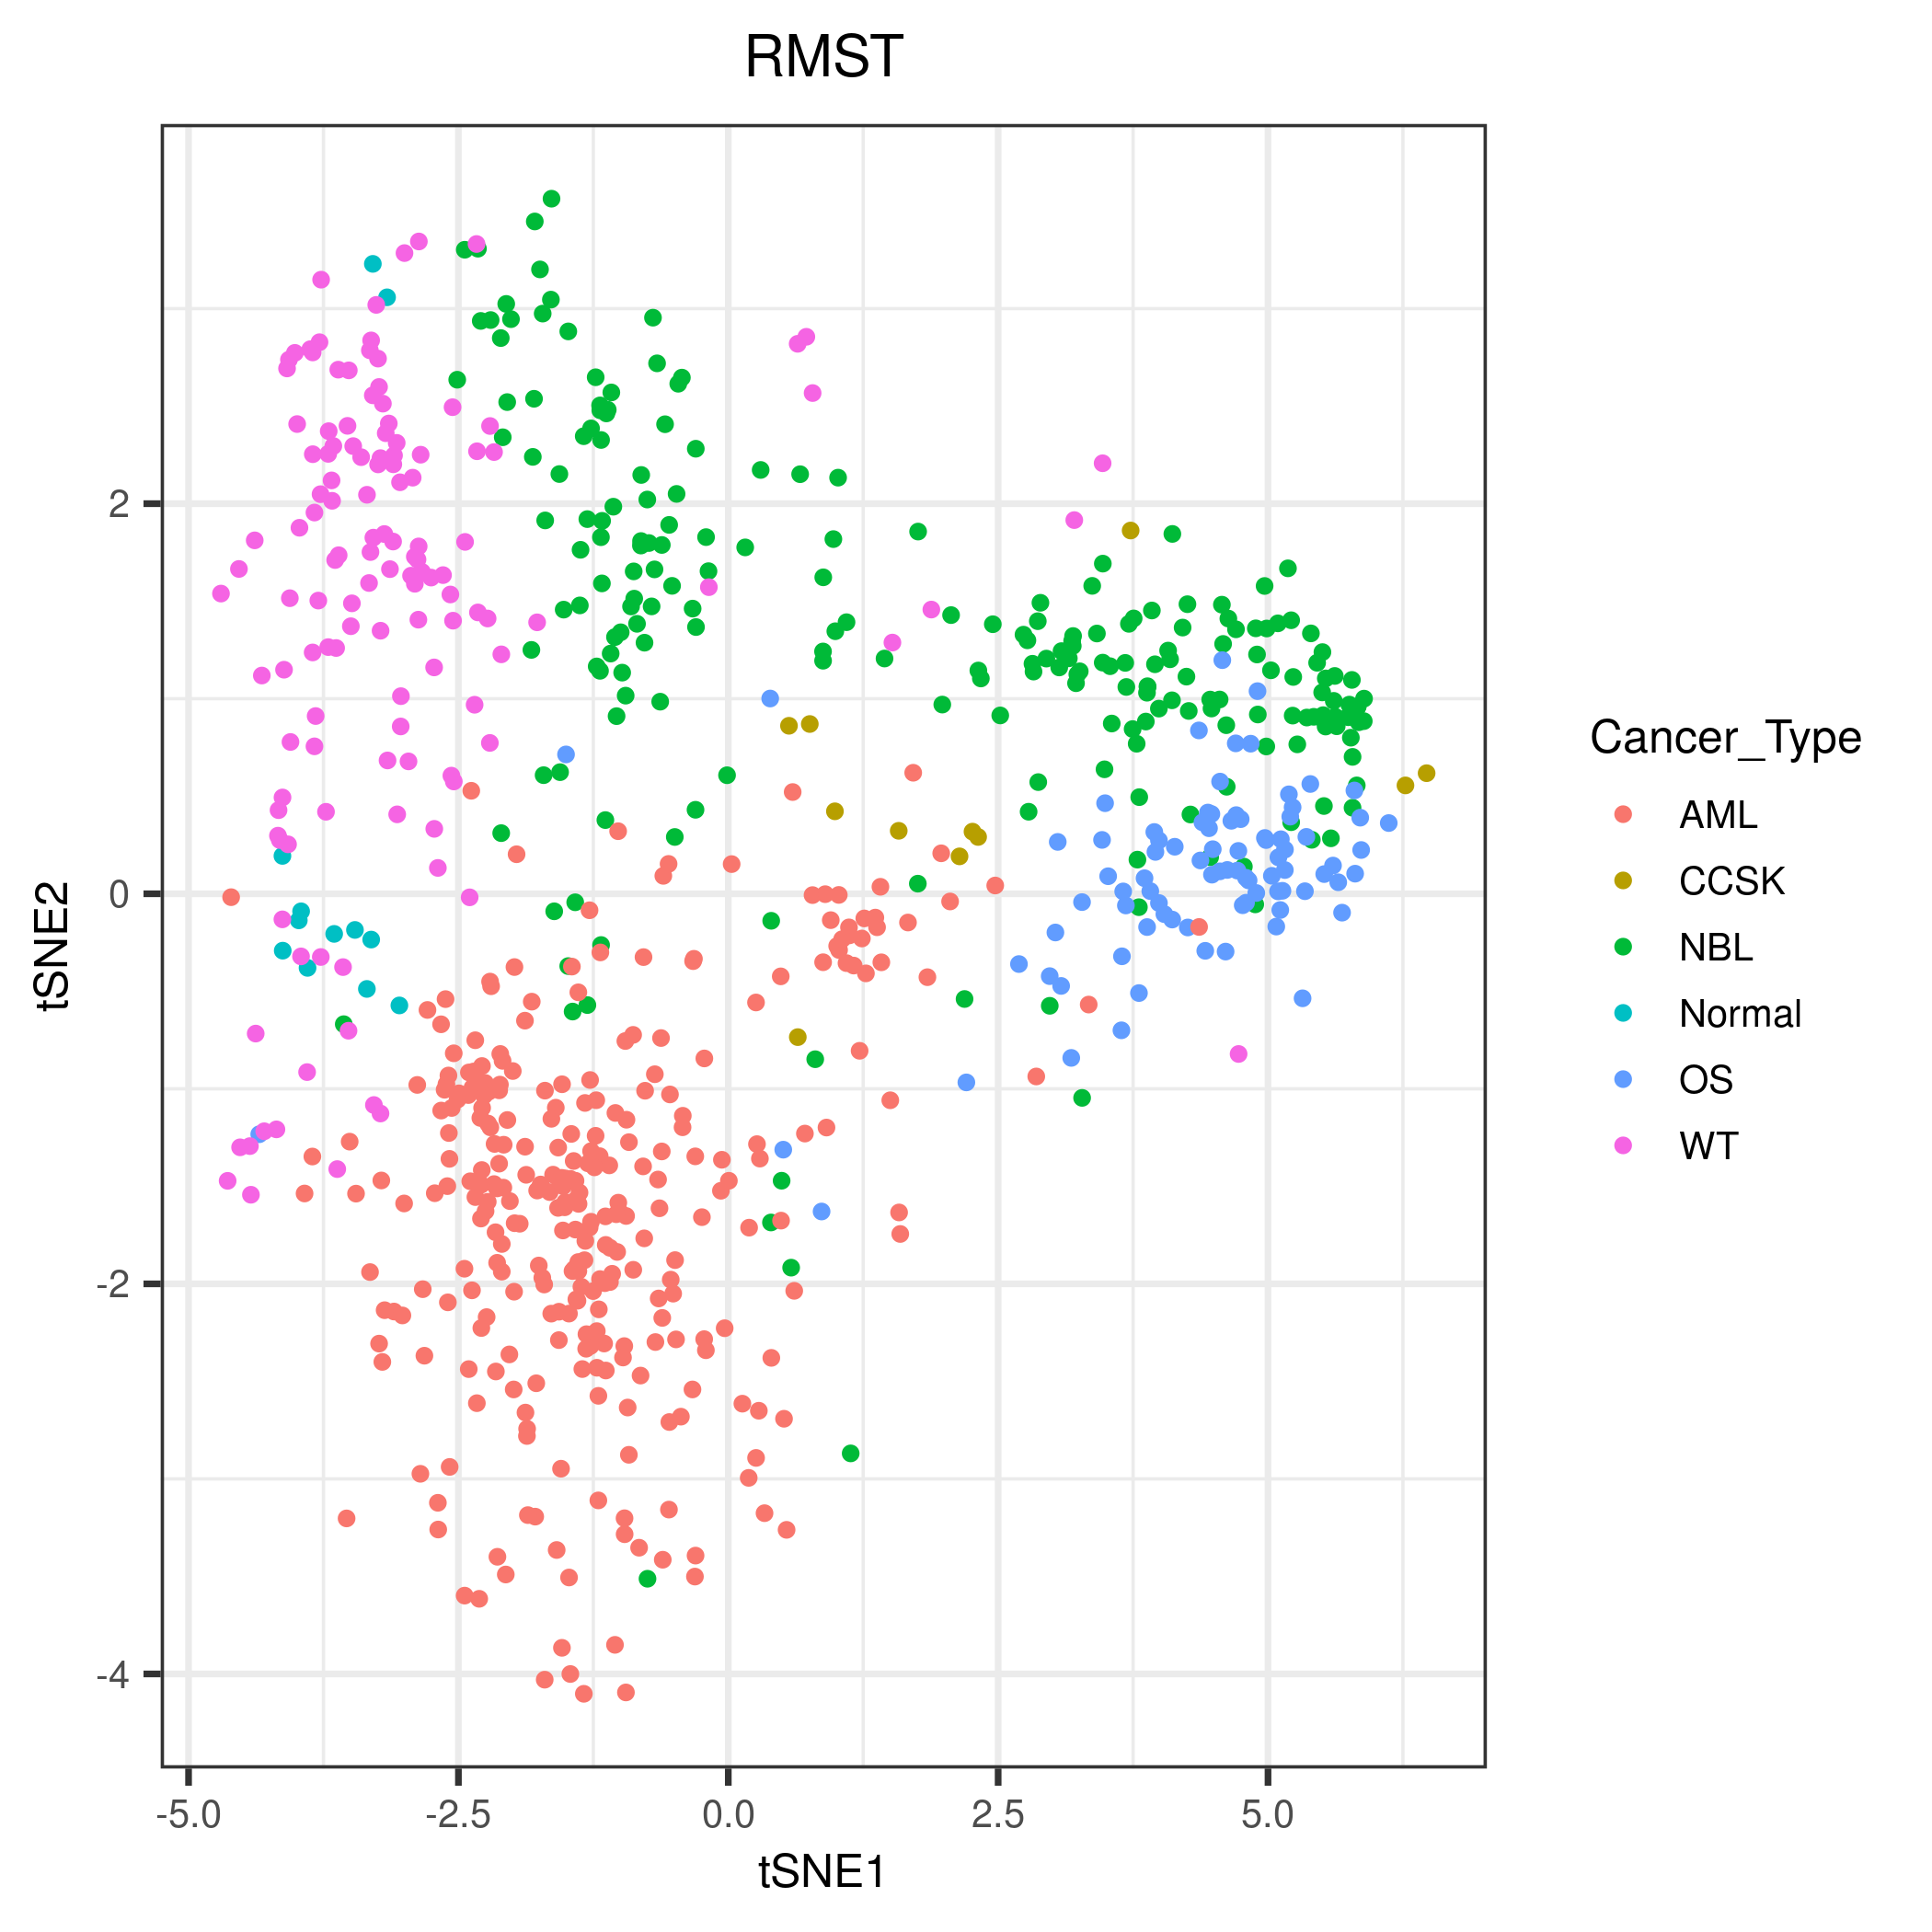 RMST
2
0
-2
-4
-5.0
-2.5
0.0
2.5
5.0
tSNE1
tSNE2
Cancer_Type
AML
CCSK
NBL
Normal
OS
WT